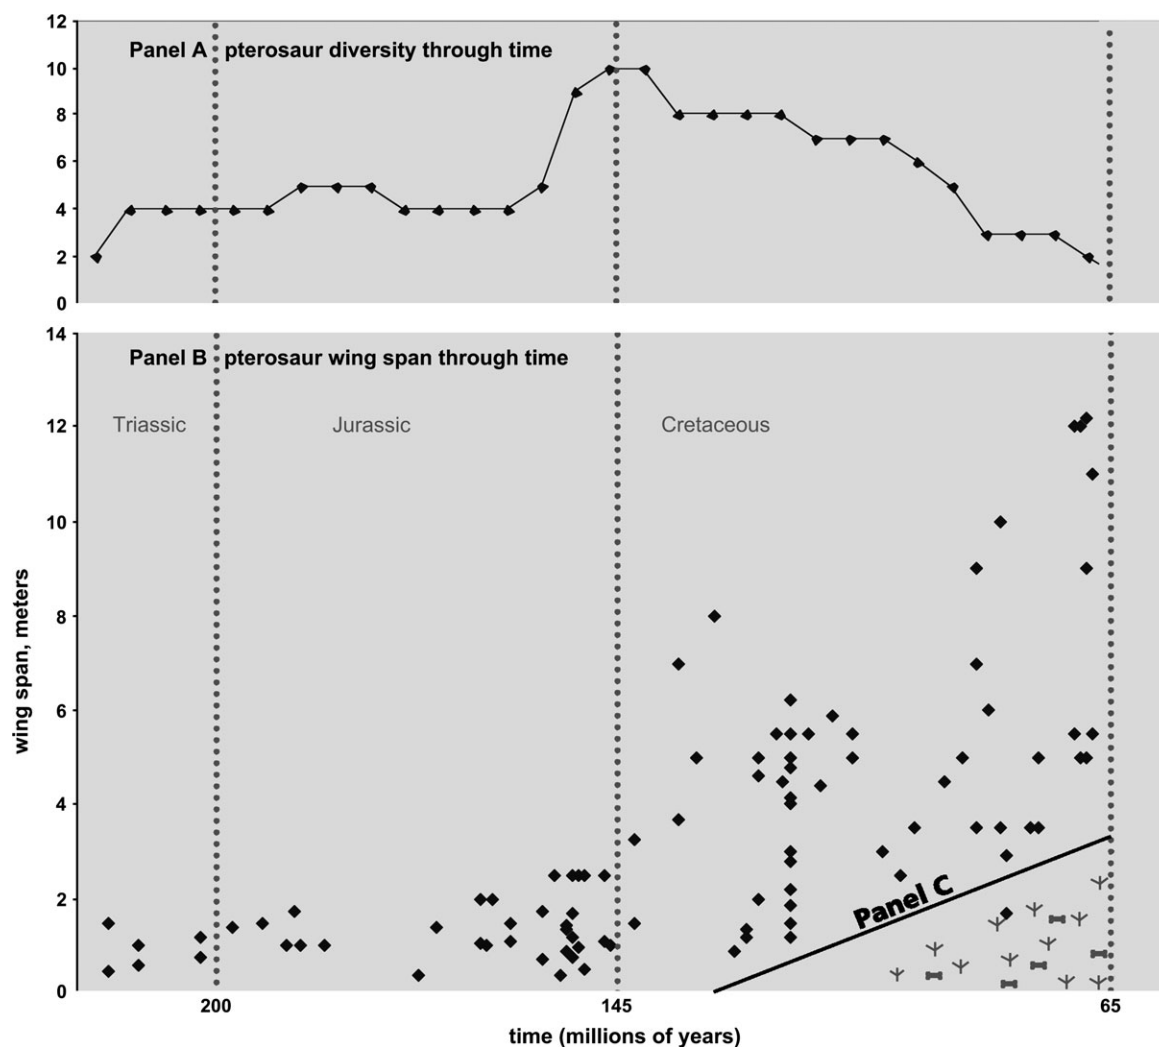 12
Panel A pterosaur diversity through time
10
8
6
4
2
0
14
Panel B pterosaur wing span through time
12
Triassic
Jurassic
Cretaceous
10
8
6
4
2
0
wing span, meters
Panel C
200
145
65
time (millions of years)